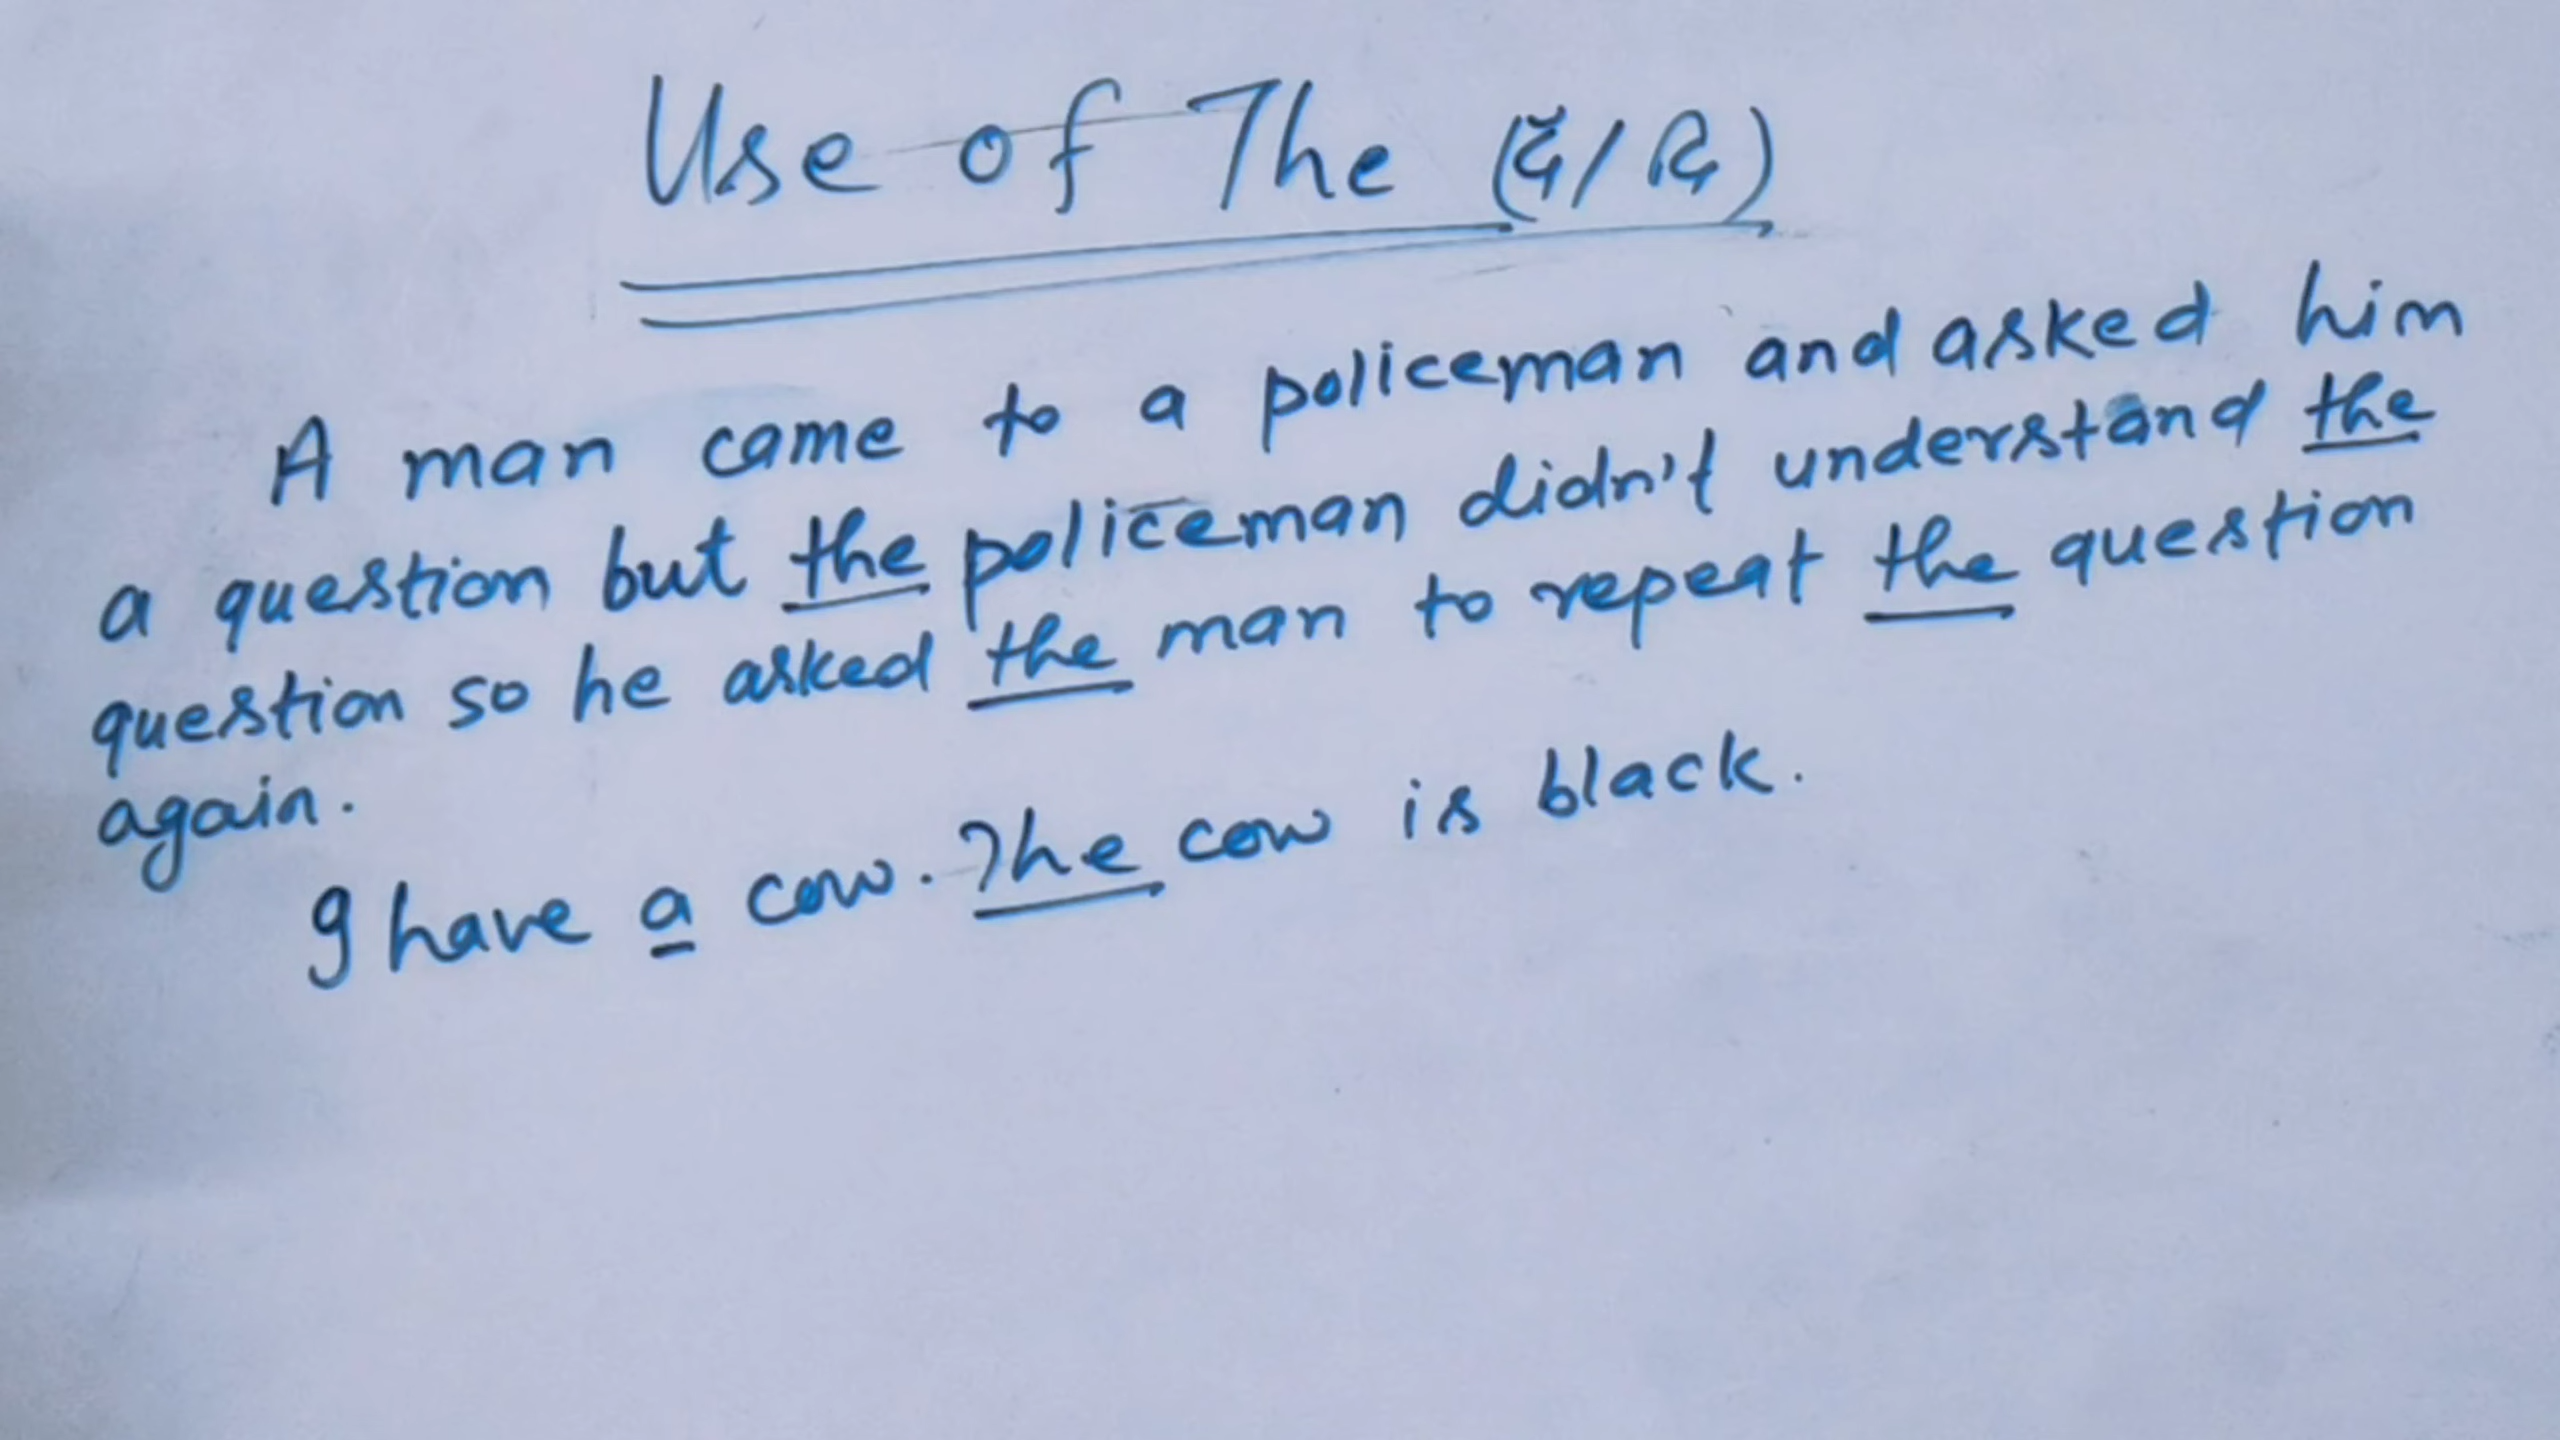 Use of The (दॅ/दि)
A man came to a policeman and asked him
a question but the policeman didn't understand the
question so he asked the man to repeat the question
again.
I have a cow. The cow is black.